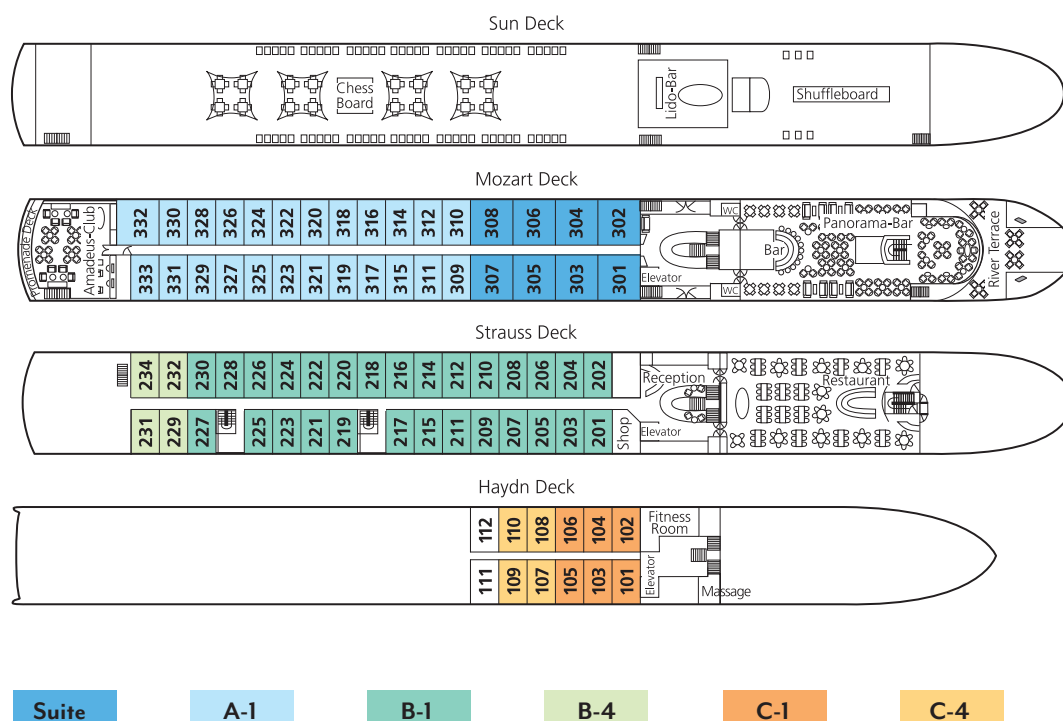 Sun Deck
Chess
Board
Lido-Bar
Shuffleboard
Mozart Deck
Promenade Deck
Amadeus-Club
332 330 328 326 324 322 320 318 316 314 312 310 308 306 304 302
333 331 329 327 325 323 321 319 317 315 311 309 307 305 303 301
WC
Elevator
WC
Bar
Panorama-Bar
River Terrace
Strauss Deck
234 232 230 228 226 224 222 220 218 216 214 212 210 208 206 204 202
231 229 227 225 223 221 219 217 215 211 209 207 205 203 201
Shop
Reception
Elevator
Restaurant
Haydn Deck
112 110 108 106 104 102
111 109 107 105 103 101
Fitness
Room
Elevator
Massage
Suite A-1 B-1 B-4 C-1 C-4